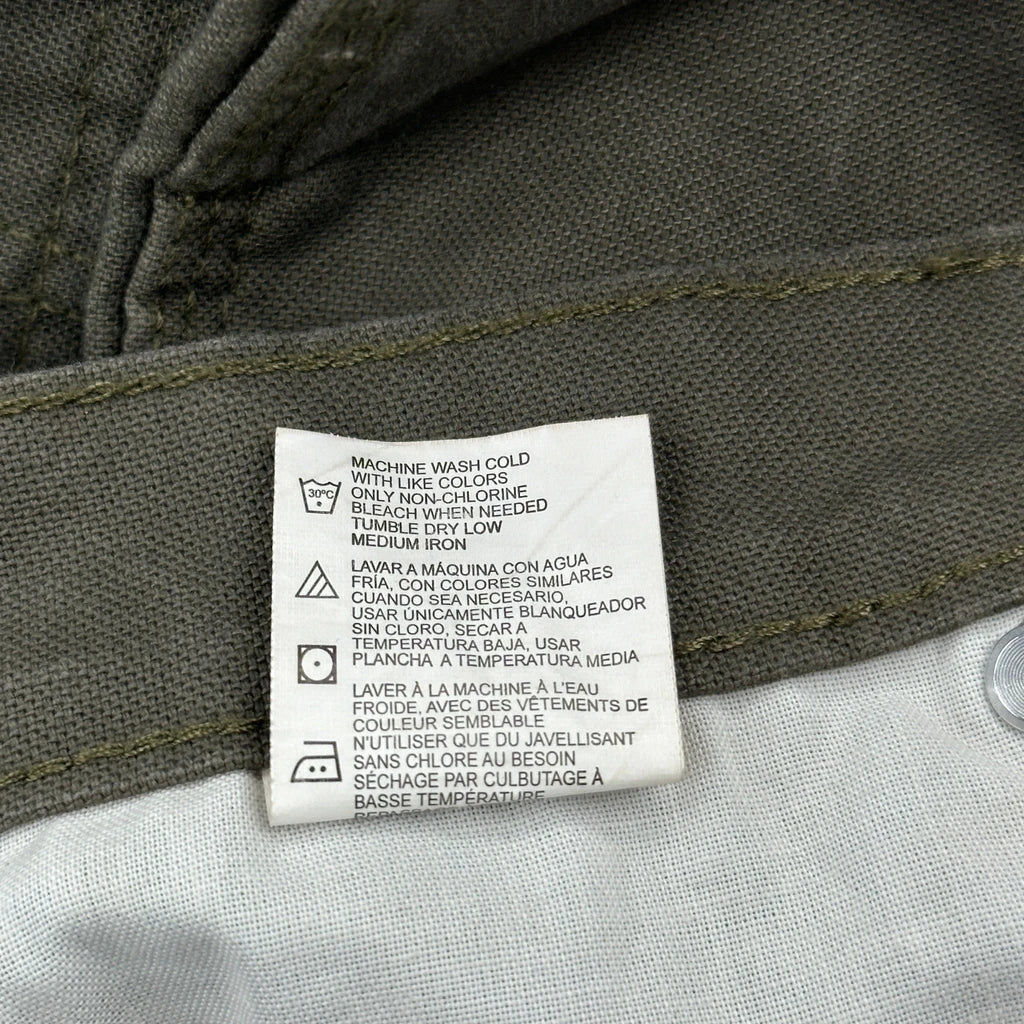 30ºC
MACHINE WASH COLD
WITH LIKE COLORS
ONLY NON-CHLORINE
BLEACH WHEN NEEDED
TUMBLE DRY LOW
MEDIUM IRON
LAVAR A MÁQUINA CON AGUA
FRÍA, CON COLORES SIMILARES
CUANDO SEA NECESARIO,
USAR ÚNICAMENTE BLANQUEADOR
SIN CLORO, SECAR A
TEMPERATURA BAJA, USAR
PLANCHA A TEMPERATURA MEDIA
LAVER À LA MACHINE À L'EAU
FROIDE, AVEC DES VÊTEMENTS DE
COULEUR SEMBLABLE
N'UTILISER QUE DU JAVELLISANT
SANS CHLORE AU BESOIN
SÉCHAGE PAR CULBUTAGE À
BASSE TEMPÉRATURE